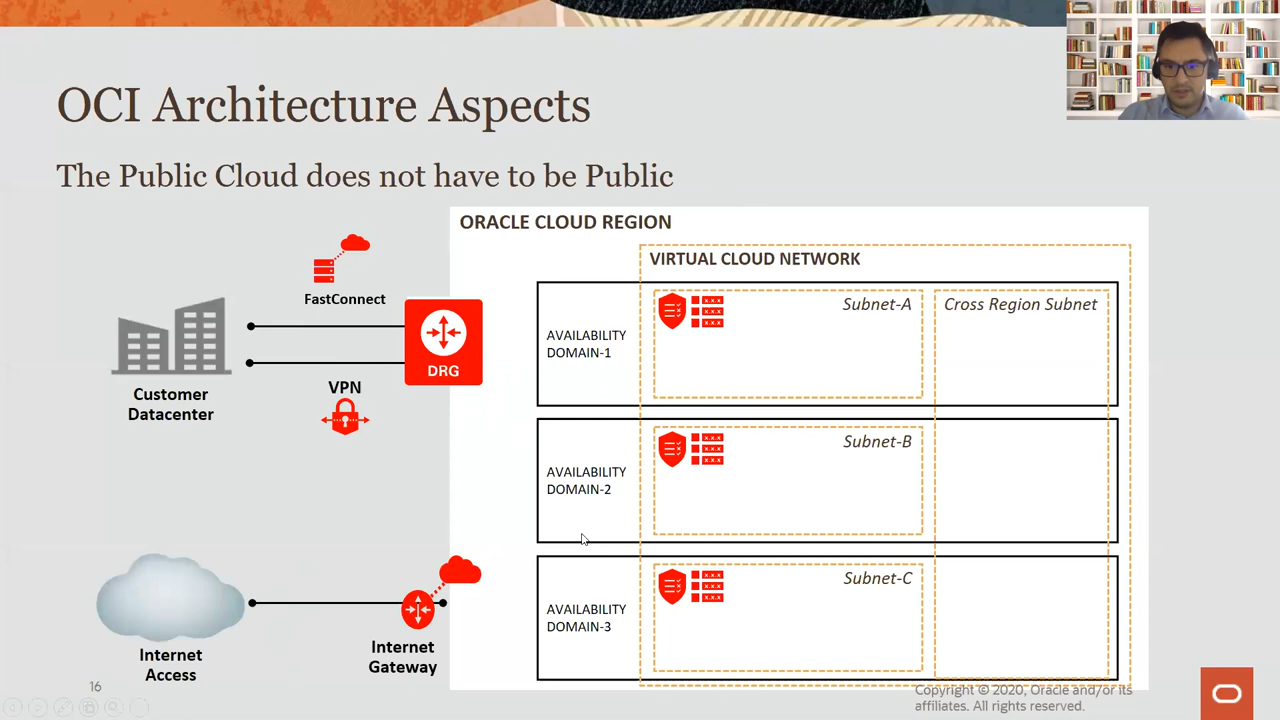 OCI Architecture Aspects
The Public Cloud does not have to be Public
ORACLE CLOUD REGION
VIRTUAL CLOUD NETWORK
FastConnect
Customer
Datacenter
VPN
DRG
AVAILABILITY
DOMAIN-1
x.x.x
x.x.x
x.x.x
Subnet-A
Cross Region Subnet
AVAILABILITY
DOMAIN-2
x.x.x
x.x.x
x.x.x
Subnet-B
AVAILABILITY
DOMAIN-3
x.x.x
x.x.x
x.x.x
Subnet-C
Internet
Access
Internet
Gateway
16
Copyright © 2020, Oracle and/or its
affiliates. All rights reserved.